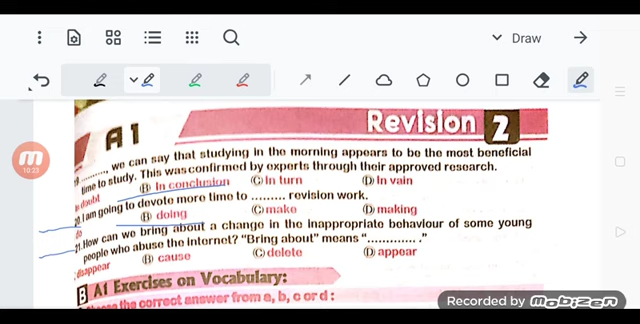 Draw
A1
Revision 2
10:22
........., we can say that studying in the morning appears to be the most beneficial
time to study. This was confirmed by experts through their approved research.
doubt Ⓑ In conclusion Ⓒ In turn Ⓓ In vain
20. I am going to devote more time to ......... revision work.
do Ⓑ doing Ⓒ make Ⓓ making
21. How can we bring about a change in the inappropriate behaviour of some young
people who abuse the internet? "Bring about" means "............. ."
disappear Ⓑ cause Ⓒ delete Ⓓ appear
B A1 Exercises on Vocabulary:
the correct answer from a, b, c or d :
Recorded by Mobizen